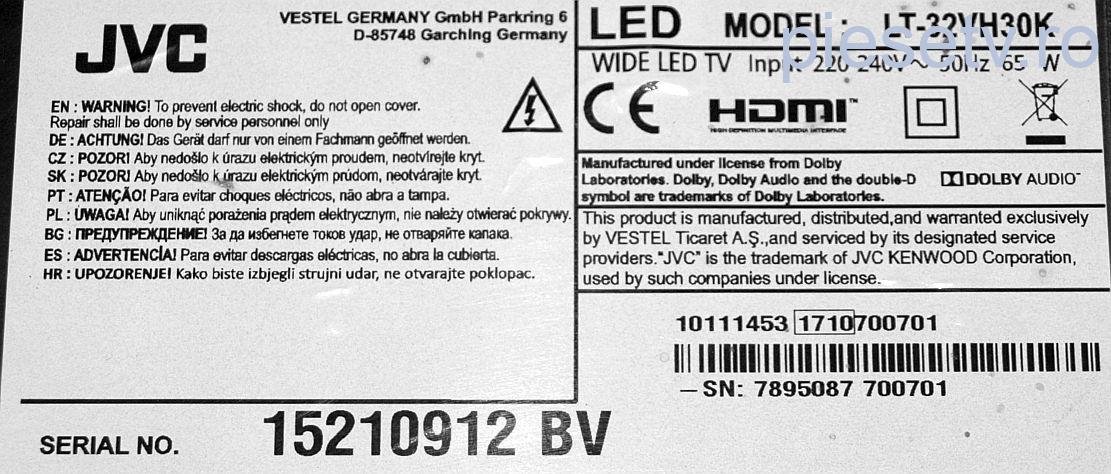 JVC
VESTEL GERMANY GmbH Parkring 6
D-85748 Garching Germany
EN : WARNING! To prevent electric shock, do not open cover.
Repair shall be done by service personnel only
DE : ACHTUNG! Das Gerät darf nur von einem Fachmann geöffnet werden.
CZ : POZOR! Aby nedošlo k úrazu elektrickým proudem, neotvírejte kryt.
SK : POZOR! Aby nedošlo k úrazu elektrickým prúdom, neotvárajte kryt.
PT : ATENÇÃO! Para evitar choques eléctricos, não abra a tampa.
PL : UWAGA! Aby uniknąć porażenia prądem elektrycznym, nie należy otwierać pokrywy.
BG : ПРЕДУПРЕЖДЕНИЕ! За да избегнете токов удар, не отваряйте капака.
ES : ADVERTENCIA! Para evitar descargas eléctricas, no abra la cubierta.
HR : UPOZORENJE! Kako biste izbjegli strujni udar, ne otvarajte poklopac.
SERIAL NO. 15210912 BV
LED MODEL : LT-32VH30K
piesetv.ro
WIDE LED TV Input 220-240V~ 50Hz 65 W
CE HDMI™
HIGH DEFINITION MULTIMEDIA INTERFACE
Manufactured under license from Dolby
Laboratories. Dolby, Dolby Audio and the double-D
symbol are trademarks of Dolby Laboratories.
DOLBY AUDIO™
This product is manufactured, distributed,and warranted exclusively
by VESTEL Ticaret A.Ş.,and serviced by its designated service
providers."JVC" is the trademark of JVC KENWOOD Corporation,
used by such companies under license.
10111453 1710700701
–SN: 7895087 700701